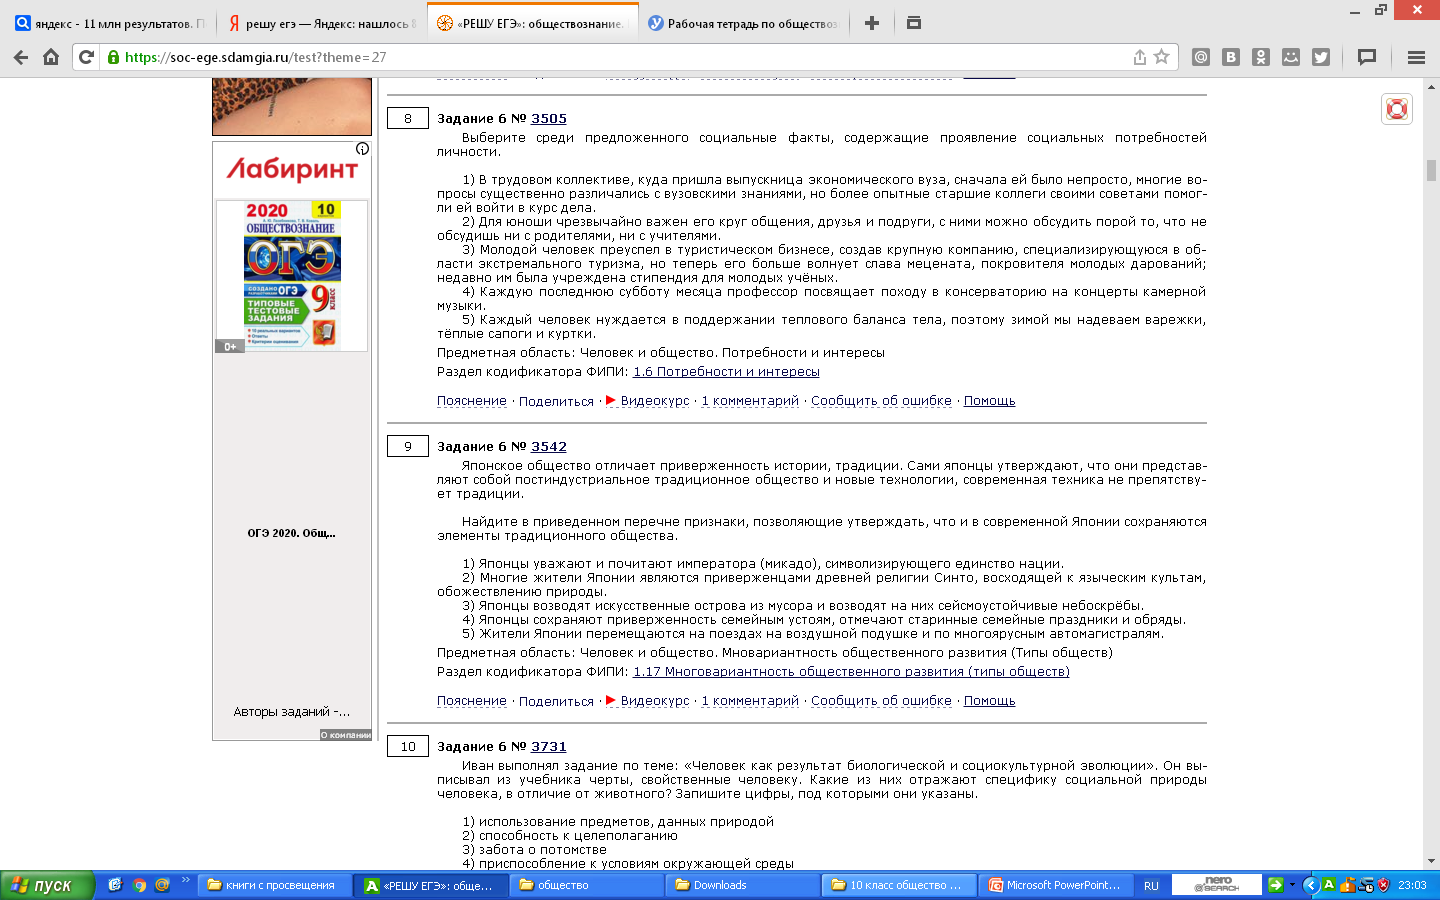 яндекс - 11 млн результатов. П
решу егэ — Яндекс: нашлось 8
«РЕШУ ЕГЭ»: обществознание.
Рабочая тетрадь по обществоз
https://soc-ege.sdamgia.ru/test?theme=27
8
Задание 6 № 3505
Выберите среди предложенного социальные факты, содержащие проявление социальных потребностей
личности.
1) В трудовом коллективе, куда пришла выпускница экономического вуза, сначала ей было непросто, многие во-
просы существенно различались с вузовскими знаниями, но более опытные старшие коллеги своими советами помог-
ли ей войти в курс дела.
2) Для юноши чрезвычайно важен его круг общения, друзья и подруги, с ними можно обсудить порой то, что не
обсудишь ни с родителями, ни с учителями.
3) Молодой человек преуспел в туристическом бизнесе, создав крупную компанию, специализирующуюся в об-
ласти экстремального туризма, но теперь его больше волнует слава мецената, покровителя молодых дарований;
недавно им была учреждена стипендия для молодых учёных.
4) Каждую последнюю субботу месяца профессор посвящает походу в консерваторию на концерты камерной
музыки.
5) Каждый человек нуждается в поддержании теплового баланса тела, поэтому зимой мы надеваем варежки,
тёплые сапоги и куртки.
Предметная область: Человек и общество. Потребности и интересы
Раздел кодификатора ФИПИ: 1.6 Потребности и интересы
Пояснение · Поделиться · Видеокурс · 1 комментарий · Сообщить об ошибке · Помощь
9
Задание 6 № 3542
Японское общество отличает приверженность истории, традиции. Сами японцы утверждают, что они представ-
ляют собой постиндустриальное традиционное общество и новые технологии, современная техника не препятству-
ет традиции.
Найдите в приведенном перечне признаки, позволяющие утверждать, что и в современной Японии сохраняются
элементы традиционного общества.
1) Японцы уважают и почитают императора (микадо), символизирующего единство нации.
2) Многие жители Японии являются приверженцами древней религии Синто, восходящей к языческим культам,
обожествлению природы.
3) Японцы возводят искусственные острова из мусора и возводят на них сейсмоустойчивые небоскрёбы.
4) Японцы сохраняют приверженность семейным устоям, отмечают старинные семейные праздники и обряды.
5) Жители Японии перемещаются на поездах на воздушной подушке и по многоярусным автомагистралям.
Предметная область: Человек и общество. Мновариантность общественного развития (Типы обществ)
Раздел кодификатора ФИПИ: 1.17 Многовариантность общественного развития (типы обществ)
Пояснение · Поделиться · Видеокурс · 1 комментарий · Сообщить об ошибке · Помощь
10
Задание 6 № 3731
Иван выполнял задание по теме: «Человек как результат биологической и социокультурной эволюции». Он вы-
писывал из учебника черты, свойственные человеку. Какие из них отражают специфику социальной природы
человека, в отличие от животного? Запишите цифры, под которыми они указаны.
1) использование предметов, данных природой
2) способность к целеполаганию
3) забота о потомстве
4) приспособление к условиям окружающей среды
Лабиринт
2020 10
ОБЩЕСТВОЗНАНИЕ
ОГЭ
СОЗДАНО ОГЭ
ТИПОВЫЕ
ТЕСТОВЫЕ
ЗАДАНИЯ
9 КЛАСС
0+
ОГЭ 2020. Общ...
Авторы заданий -...
О компании
пуск
книги с просвещения
«РЕШУ ЕГЭ»: обще...
общество
Downloads
10 класс общество ...
Microsoft PowerPoint...
RU
nero
SEARCH
23:03